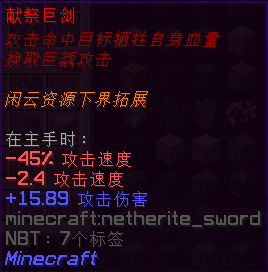 献祭巨剑
攻击命中目标牺牲自身血量
换取巨额攻击
闲云资源下界拓展
在主手时：
-45% 攻击速度
-2.4 攻击速度
+15.89 攻击伤害
minecraft:netherite_sword
NBT：7个标签
Minecraft